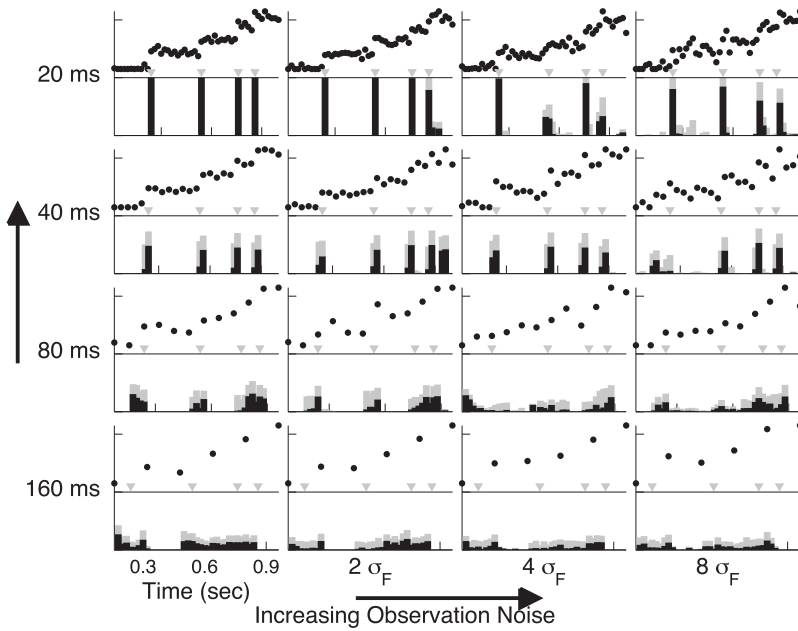 20 ms
40 ms
80 ms
160 ms
0.3 0.6 0.9
2 σF 4 σF 8 σF
Time (sec)
Increasing Observation Noise